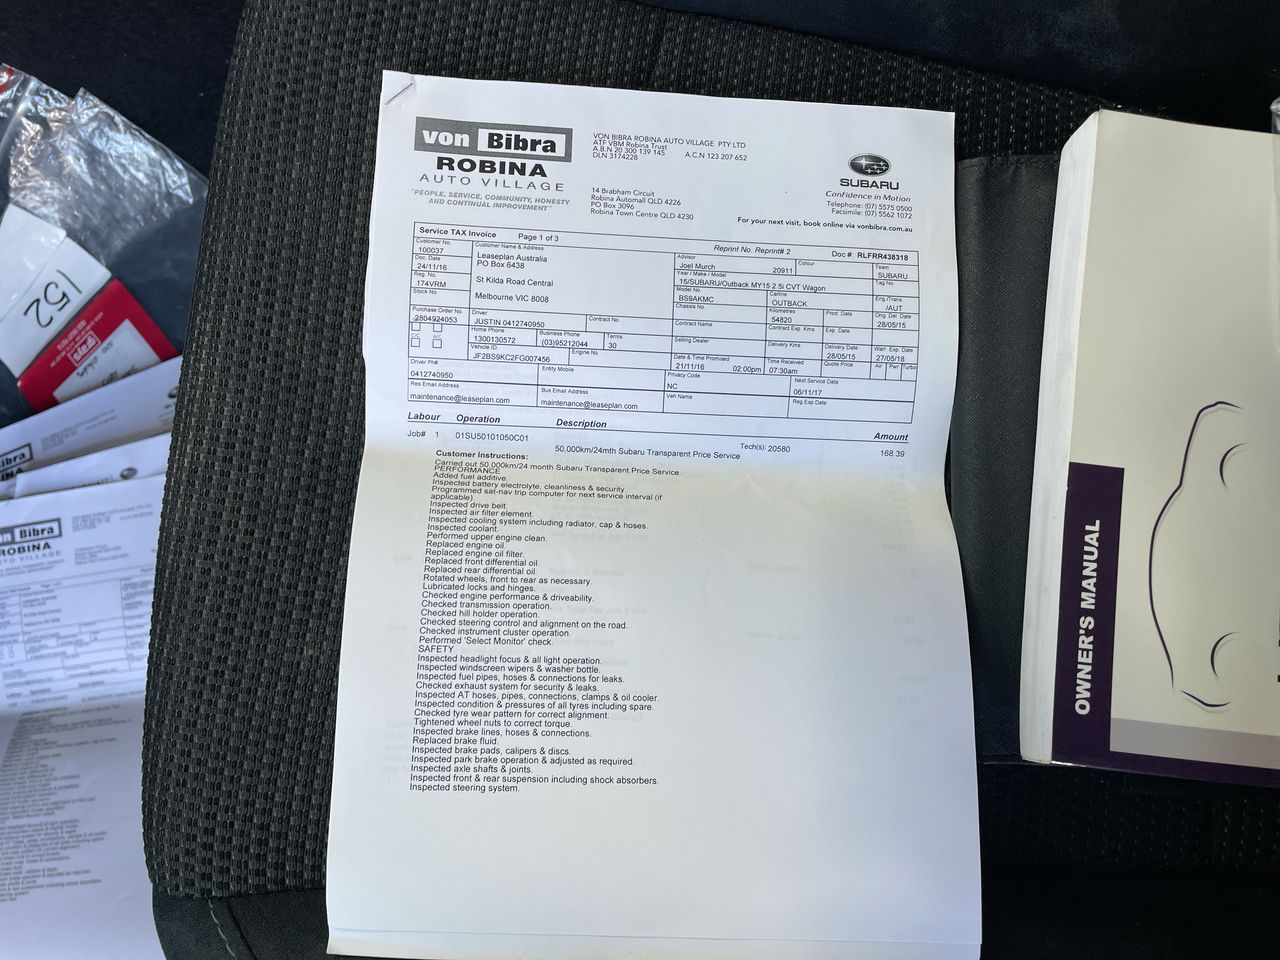 von Bibra
ROBINA
AUTO VILLAGE
"PEOPLE, SERVICE, COMMUNITY, HONESTY
AND CONTINUAL IMPROVEMENT"
VON BIBRA ROBINA AUTO VILLAGE PTY LTD
ATF VBM Robina Trust
A.B.N 20 300 139 145 A.C.N 123 207 652
DLN 3174228
14 Brabham Circuit
Robina Automall QLD 4226
PO Box 3096
Robina Town Centre QLD 4230
SUBARU
Confidence in Motion
Telephone: (07) 5575 0500
Facsimile: (07) 5562 1072
For your next visit, book online via vonbibra.com.au
Service TAX Invoice Page 1 of 3 Reprint No. Reprint# 2 Doc #: RLFRR438318
Customer No.
100037
Doc. Date
24/11/16
Reg. No.
174VRM
Stock No.
Purchase Order No.
2804924053
Customer Name & Address
Leaseplan Australia
PO Box 6438
St Kilda Road Central
Melbourne VIC 8008
Advisor
Joel Murch 20911
Colour
Team
SUBARU
Year / Make / Model
15/SUBARU/Outback MY15 2.5i CVT Wagon
Tag No
Model No.
BS9AKMC
Carline
OUTBACK
Eng./Trans
/AUT
Chassis No.
Kilometres
54820
Prod. Date
Orig. Del. Date
28/05/15
Driver
JUSTIN 0412740950
Contract No.
Contract Name
Contract Exp. Kms
Exp. Date
Home Phone
1300130572
Business Phone
(03)95212044
Terms
30
Selling Dealer
Delivery Kms.
Delivery Date
28/05/15
Warr. Exp. Date
27/05/18
Vehicle ID.
JF2BS9KC2FG007456
Engine No.
Date & Time Promised
21/11/16 02:00pm
Time Received
07:30am
Quote Price
Air Pwr Turbo
Driver Ph#
0412740950
Entity Mobile
Privacy Code
NC
Next Service Date
06/11/17
Res Email Address
maintenance@leaseplan.com
Bus Email Address
maintenance@leaseplan.com
Veh Name
Reg Exp Date
Labour Operation Description Amount
Job# 1 01SU50101050C01 50,000km/24mth Subaru Transparent Price Service Tech(s): 20580 168.39
Customer Instructions:
Carried out 50,000km/24 month Subaru Transparent Price Service.
PERFORMANCE
Added fuel additive.
Inspected battery electrolyte, cleanliness & security.
Programmed sat-nav trip computer for next service interval (if
applicable).
Inspected drive belt.
Inspected air filter element.
Inspected cooling system including radiator, cap & hoses.
Inspected coolant.
Performed upper engine clean.
Replaced engine oil.
Replaced engine oil filter.
Replaced front differential oil.
Replaced rear differential oil.
Rotated wheels, front to rear as necessary.
Lubricated locks and hinges.
Checked engine performance & driveability.
Checked transmission operation.
Checked hill holder operation.
Checked steering control and alignment on the road.
Checked instrument cluster operation.
Performed 'Select Monitor' check.
SAFETY
Inspected headlight focus & all light operation.
Inspected windscreen wipers & washer bottle.
Inspected fuel pipes, hoses & connections for leaks.
Checked exhaust system for security & leaks.
Inspected AT hoses, pipes, connections, clamps & oil cooler.
Inspected condition & pressures of all tyres including spare.
Checked tyre wear pattern for correct alignment.
Tightened wheel nuts to correct torque.
Inspected brake lines, hoses & connections.
Replaced brake fluid.
Inspected brake pads, calipers & discs.
Inspected park brake operation & adjusted as required.
Inspected axle shafts & joints.
Inspected front & rear suspension including shock absorbers.
Inspected steering system.
OWNER'S MANUAL
152
Bibra
Bibra
ROBINA
AUTO VILLAGE